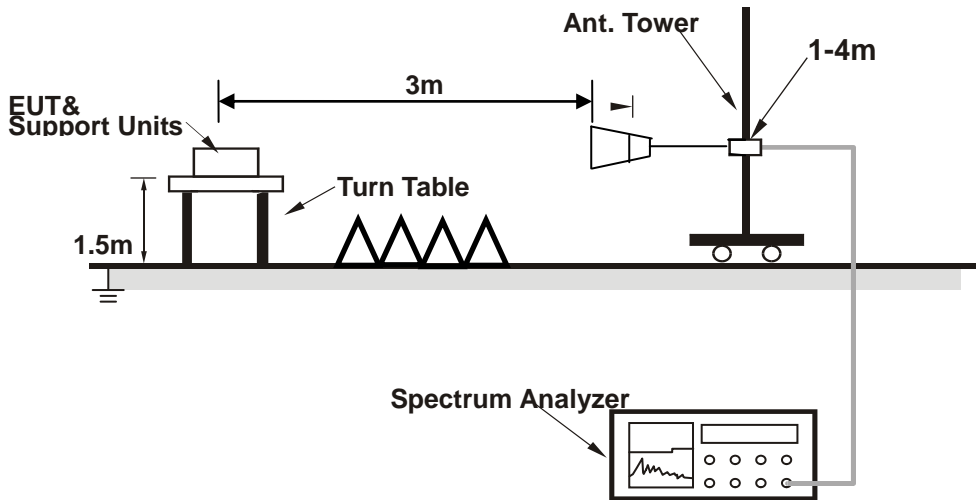 Ant. Tower
1-4m
3m
EUT&
Support Units
Turn Table
1.5m
Spectrum Analyzer